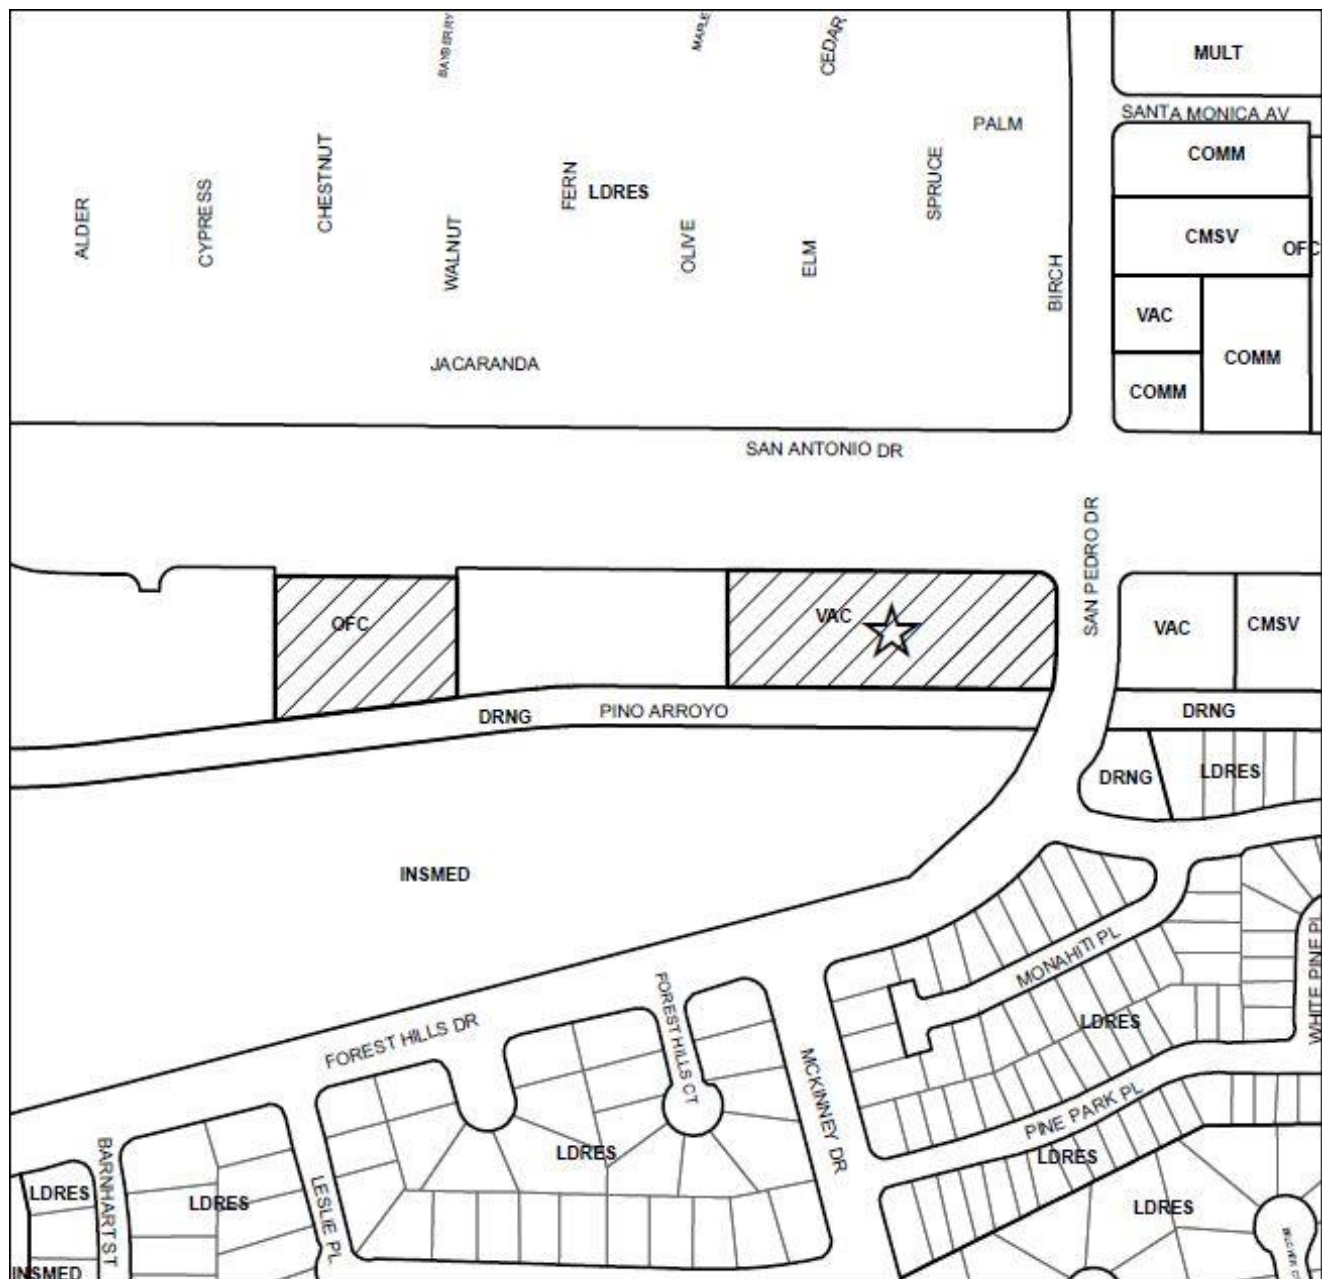 BAYBERRY
MAPLE
CEDAR
MULT
SANTA MONICA AV
PALM
COMM
CHESTNUT
FERN
LDRES
SPRUCE
ALDER
CYPRESS
WALNUT
OLIVE
ELM
BIRCH
CMSV
OFC
VAC
COMM
JACARANDA
COMM
SAN ANTONIO DR
SAN PEDRO DR
OFC
VAC
VAC
CMSV
DRNG
PINO ARROYO
DRNG
DRNG
LDRES
INSMED
MONAHITI PL
WHITE PINE PL
FOREST HILLS DR
FOREST HILLS CT
LDRES
MCKINNEY DR
PINE PARK PL
LDRES
BARNHART ST
LDRES
LDRES
LESLIE PL
LDRES
LDRES
INSMED